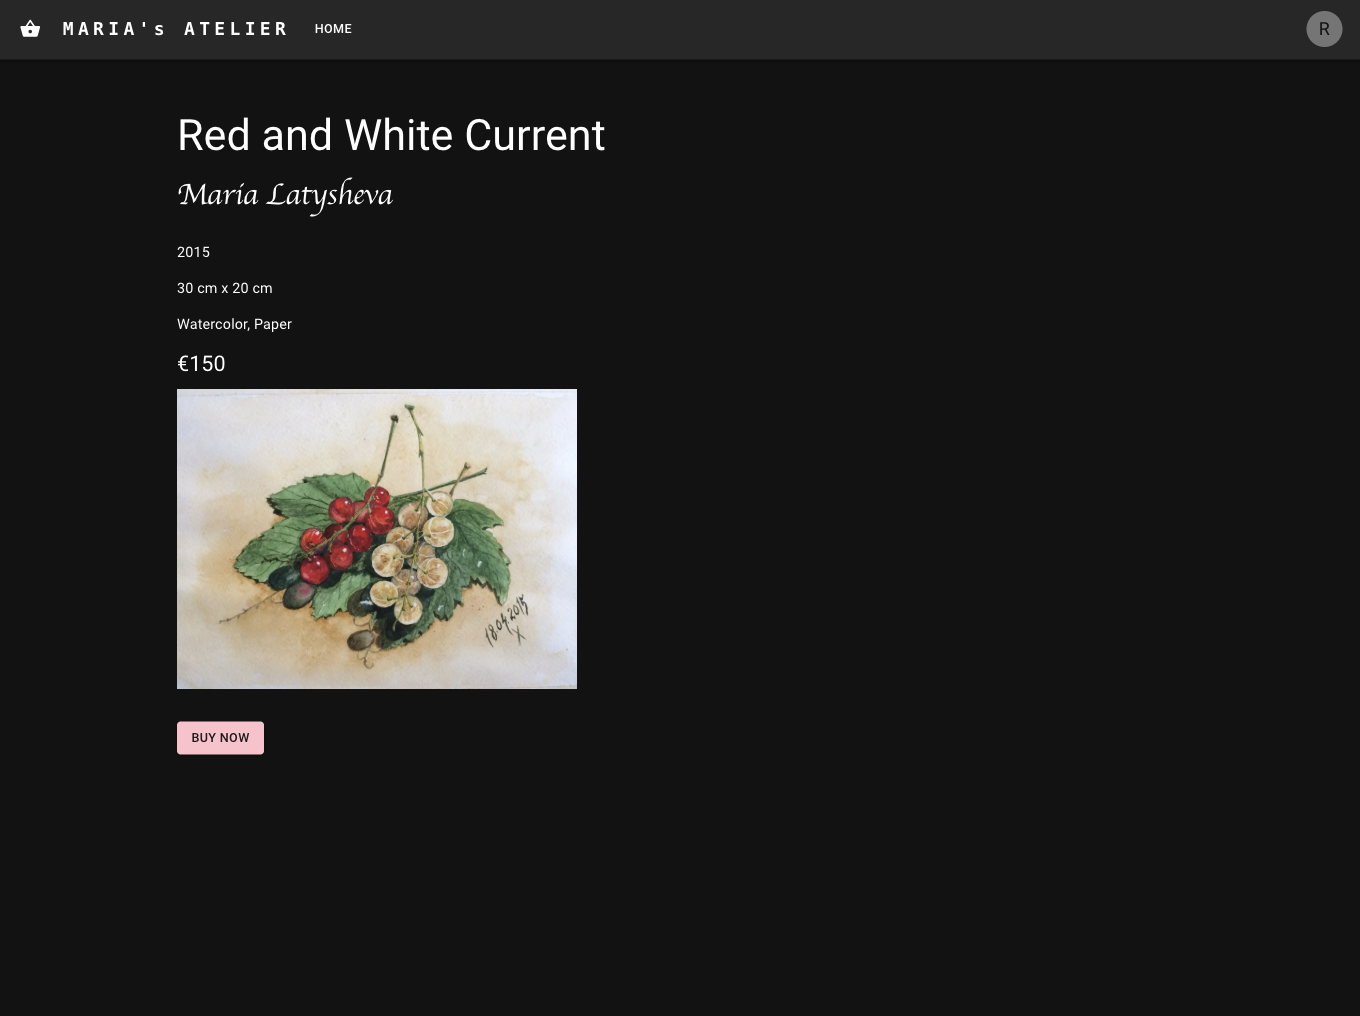 MARIA's ATELIER HOME R
Red and White Current
Maria Latysheva
2015
30 cm x 20 cm
Watercolor, Paper
€150
18.04.2015
BUY NOW